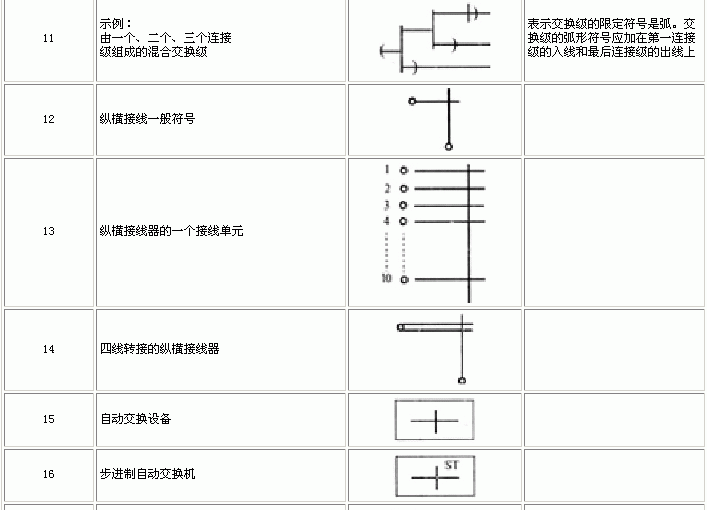 11
示例：
由一个、二个、三个连接
级组成的混合交换级
表示交换级的限定符号是弧。交
换级的弧形符号应加在第一连接
级的入线和最后连接级的出线上
12
纵横接线一般符号
13
纵横接线器的一个接线单元
1
2
3
4
10
14
四线转接的纵横接线器
15
自动交换设备
16
步进制自动交换机
ST